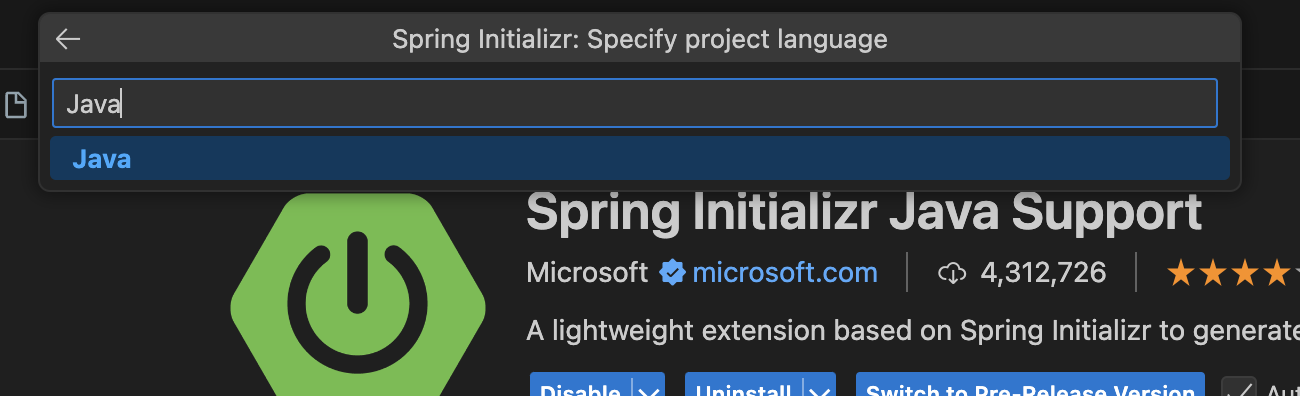 Spring Initializr: Specify project language
Java
Java
Spring Initializr Java Support
Microsoft microsoft.com 4,312,726
A lightweight extension based on Spring Initializr to generate
Disable Uninstall Switch to Pre-Release Version